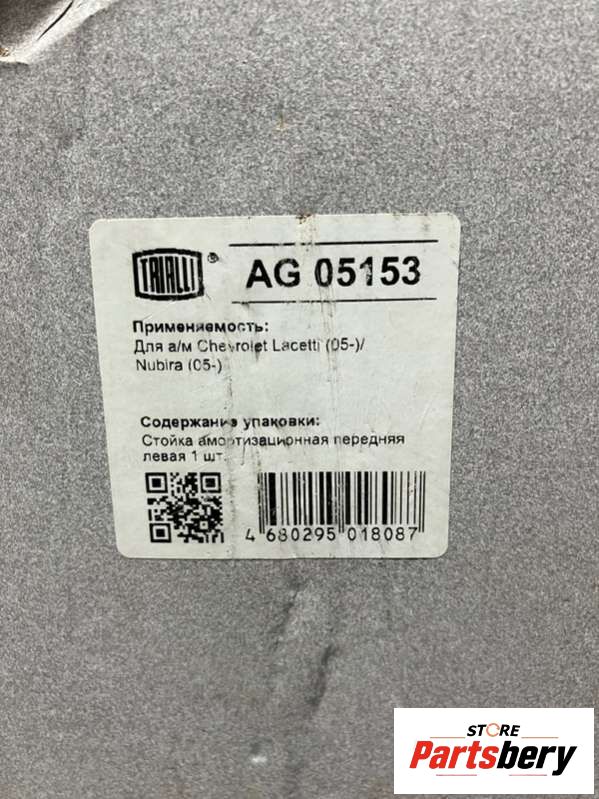 TRIALLI ®
AG 05153
Применяемость:
Для а/м Chevrolet Lacetti (05-)/
Nubira (05-)
Содержание упаковки:
Стойка амортизационная передняя
левая 1 шт.
4 680295 018087
STORE
Partsbery